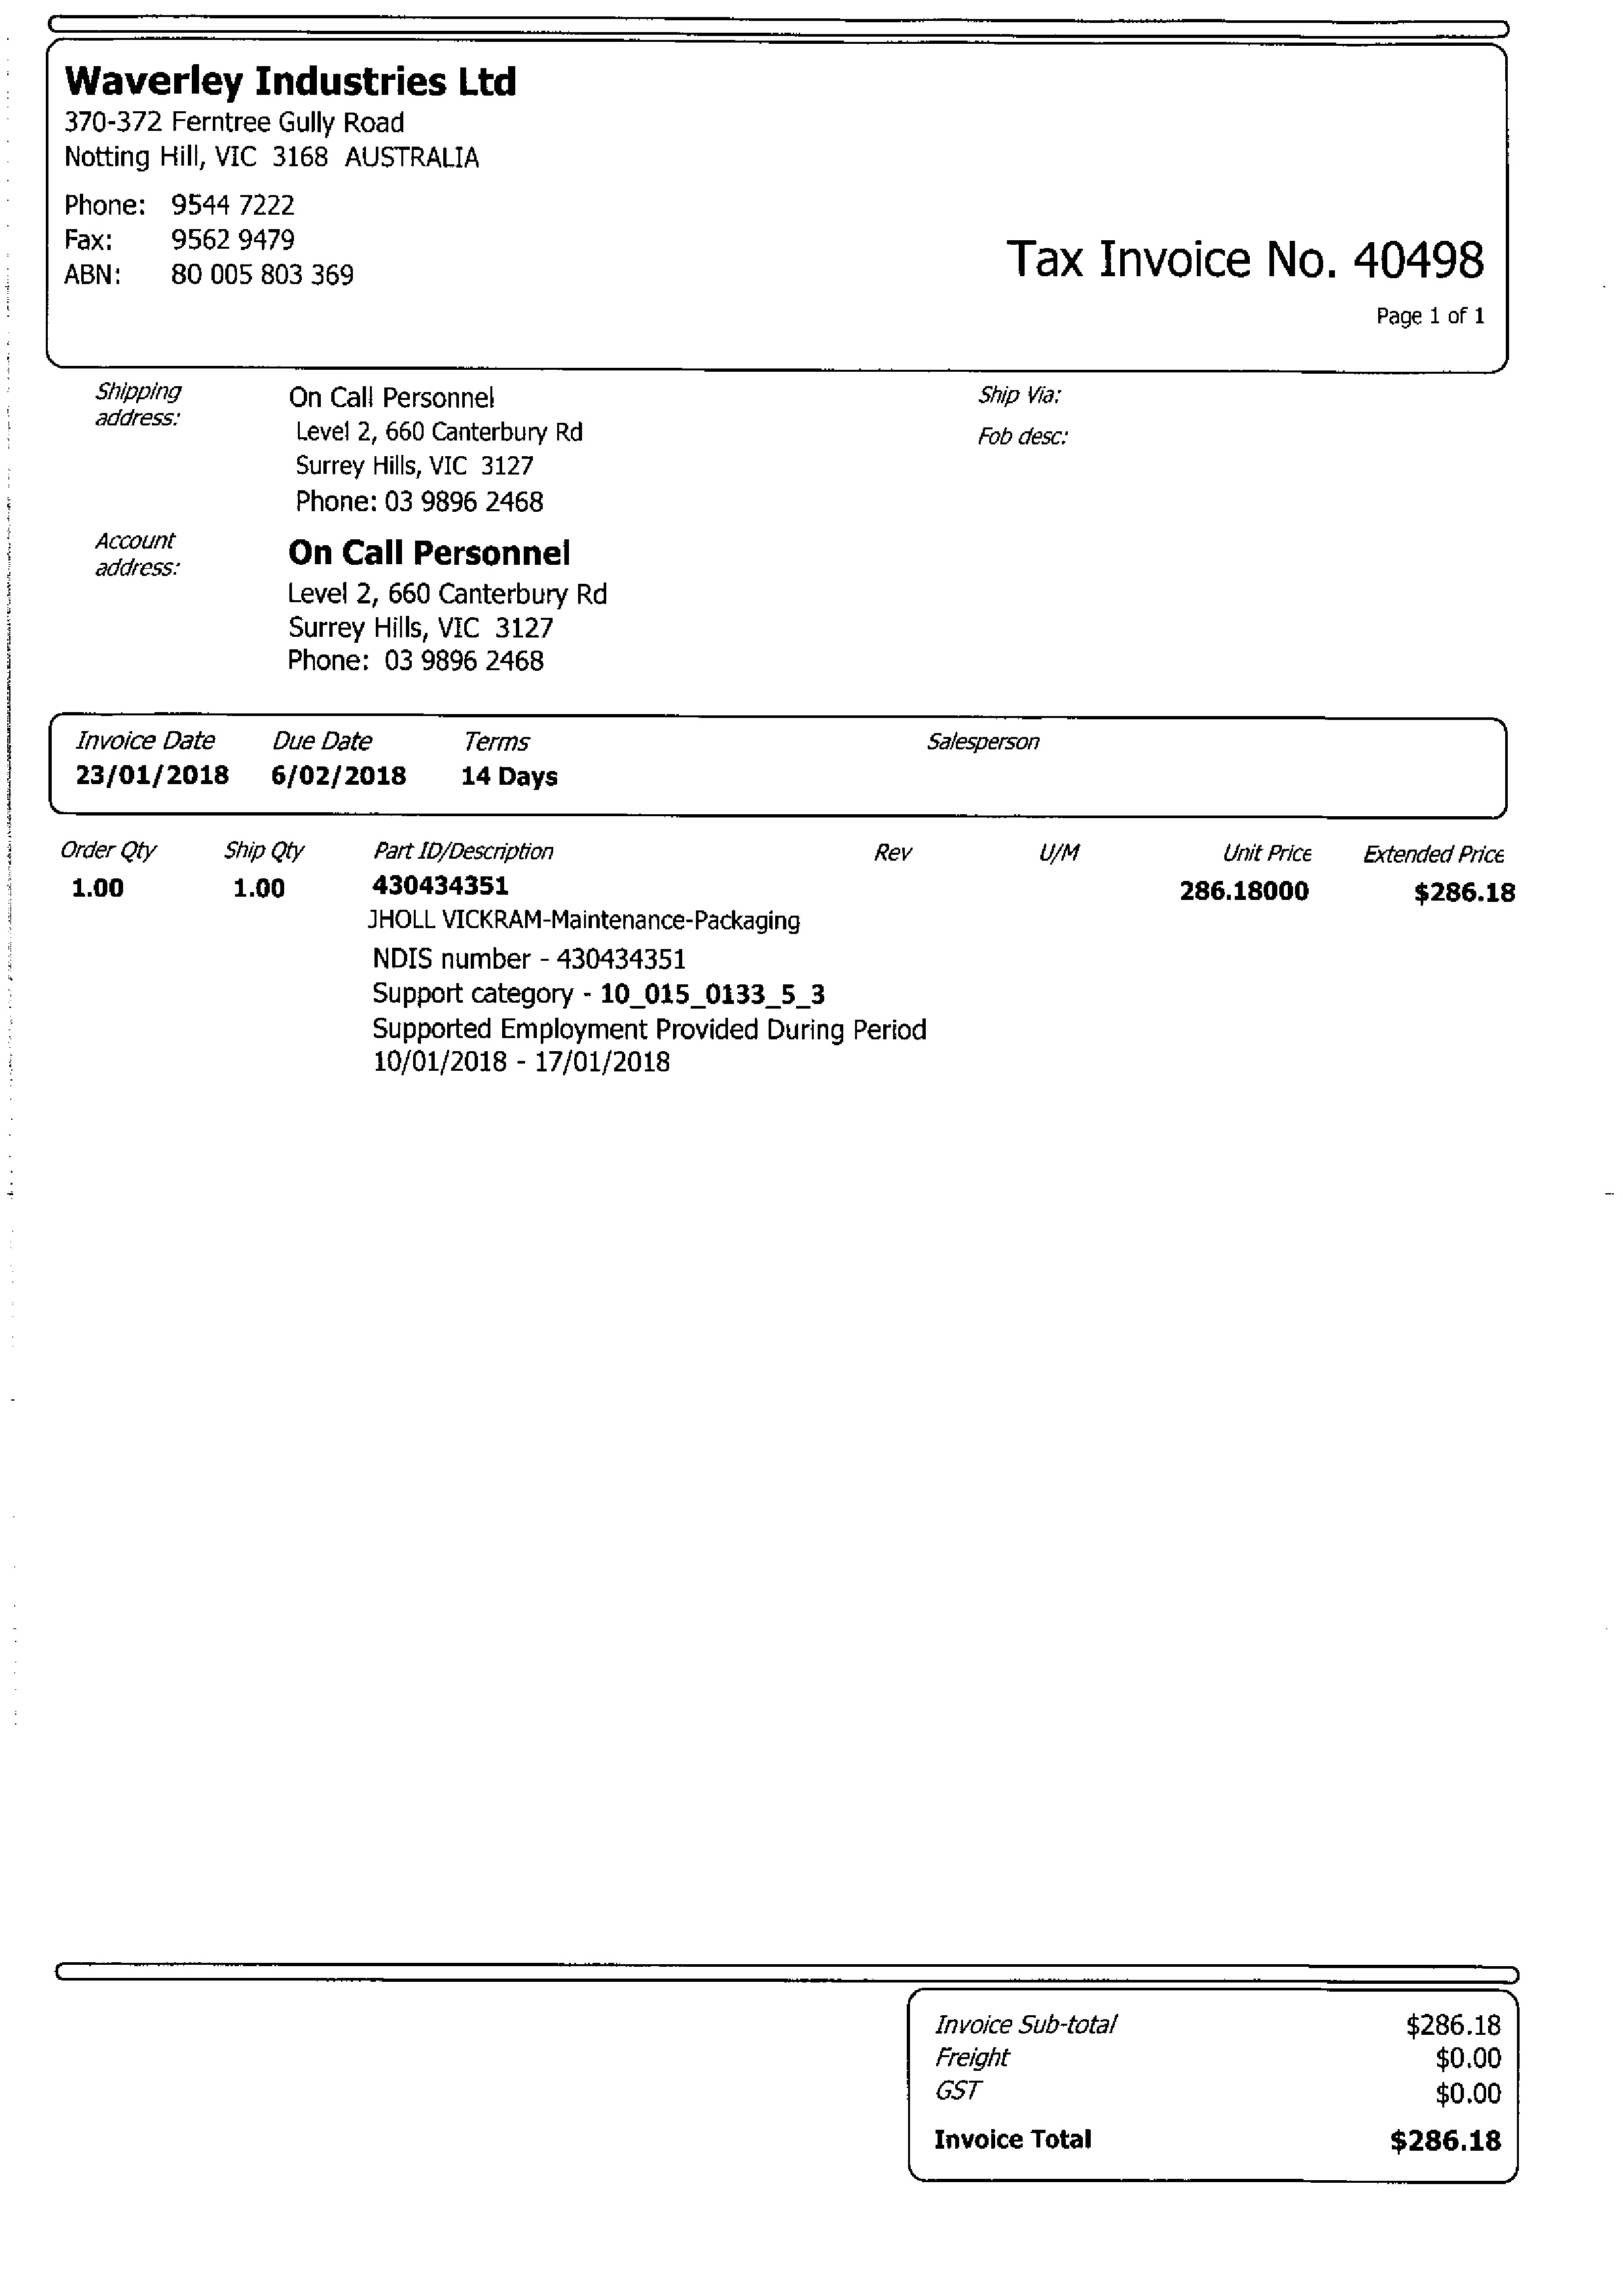 Waverley Industries Ltd
370-372 Ferntree Gully Road
Notting Hill, VIC 3168 AUSTRALIA
Phone: 9544 7222
Fax: 9562 9479
ABN: 80 005 803 369
Tax Invoice No. 40498
Page 1 of 1
Shipping address:
On Call Personnel
Level 2, 660 Canterbury Rd
Surrey Hills, VIC 3127
Phone: 03 9896 2468
Ship Via:
Fob desc:
Account address:
On Call Personnel
Level 2, 660 Canterbury Rd
Surrey Hills, VIC 3127
Phone: 03 9896 2468
Invoice Date Due Date Terms Salesperson
23/01/2018 6/02/2018 14 Days
Order Qty Ship Qty Part ID/Description Rev U/M Unit Price Extended Price
1.00 1.00 430434351 286.18000 $286.18
JHOLL VICKRAM-Maintenance-Packaging
NDIS number - 430434351
Support category - 10_015_0133_5_3
Supported Employment Provided During Period
10/01/2018 - 17/01/2018
Invoice Sub-total $286.18
Freight $0.00
GST $0.00
Invoice Total $286.18